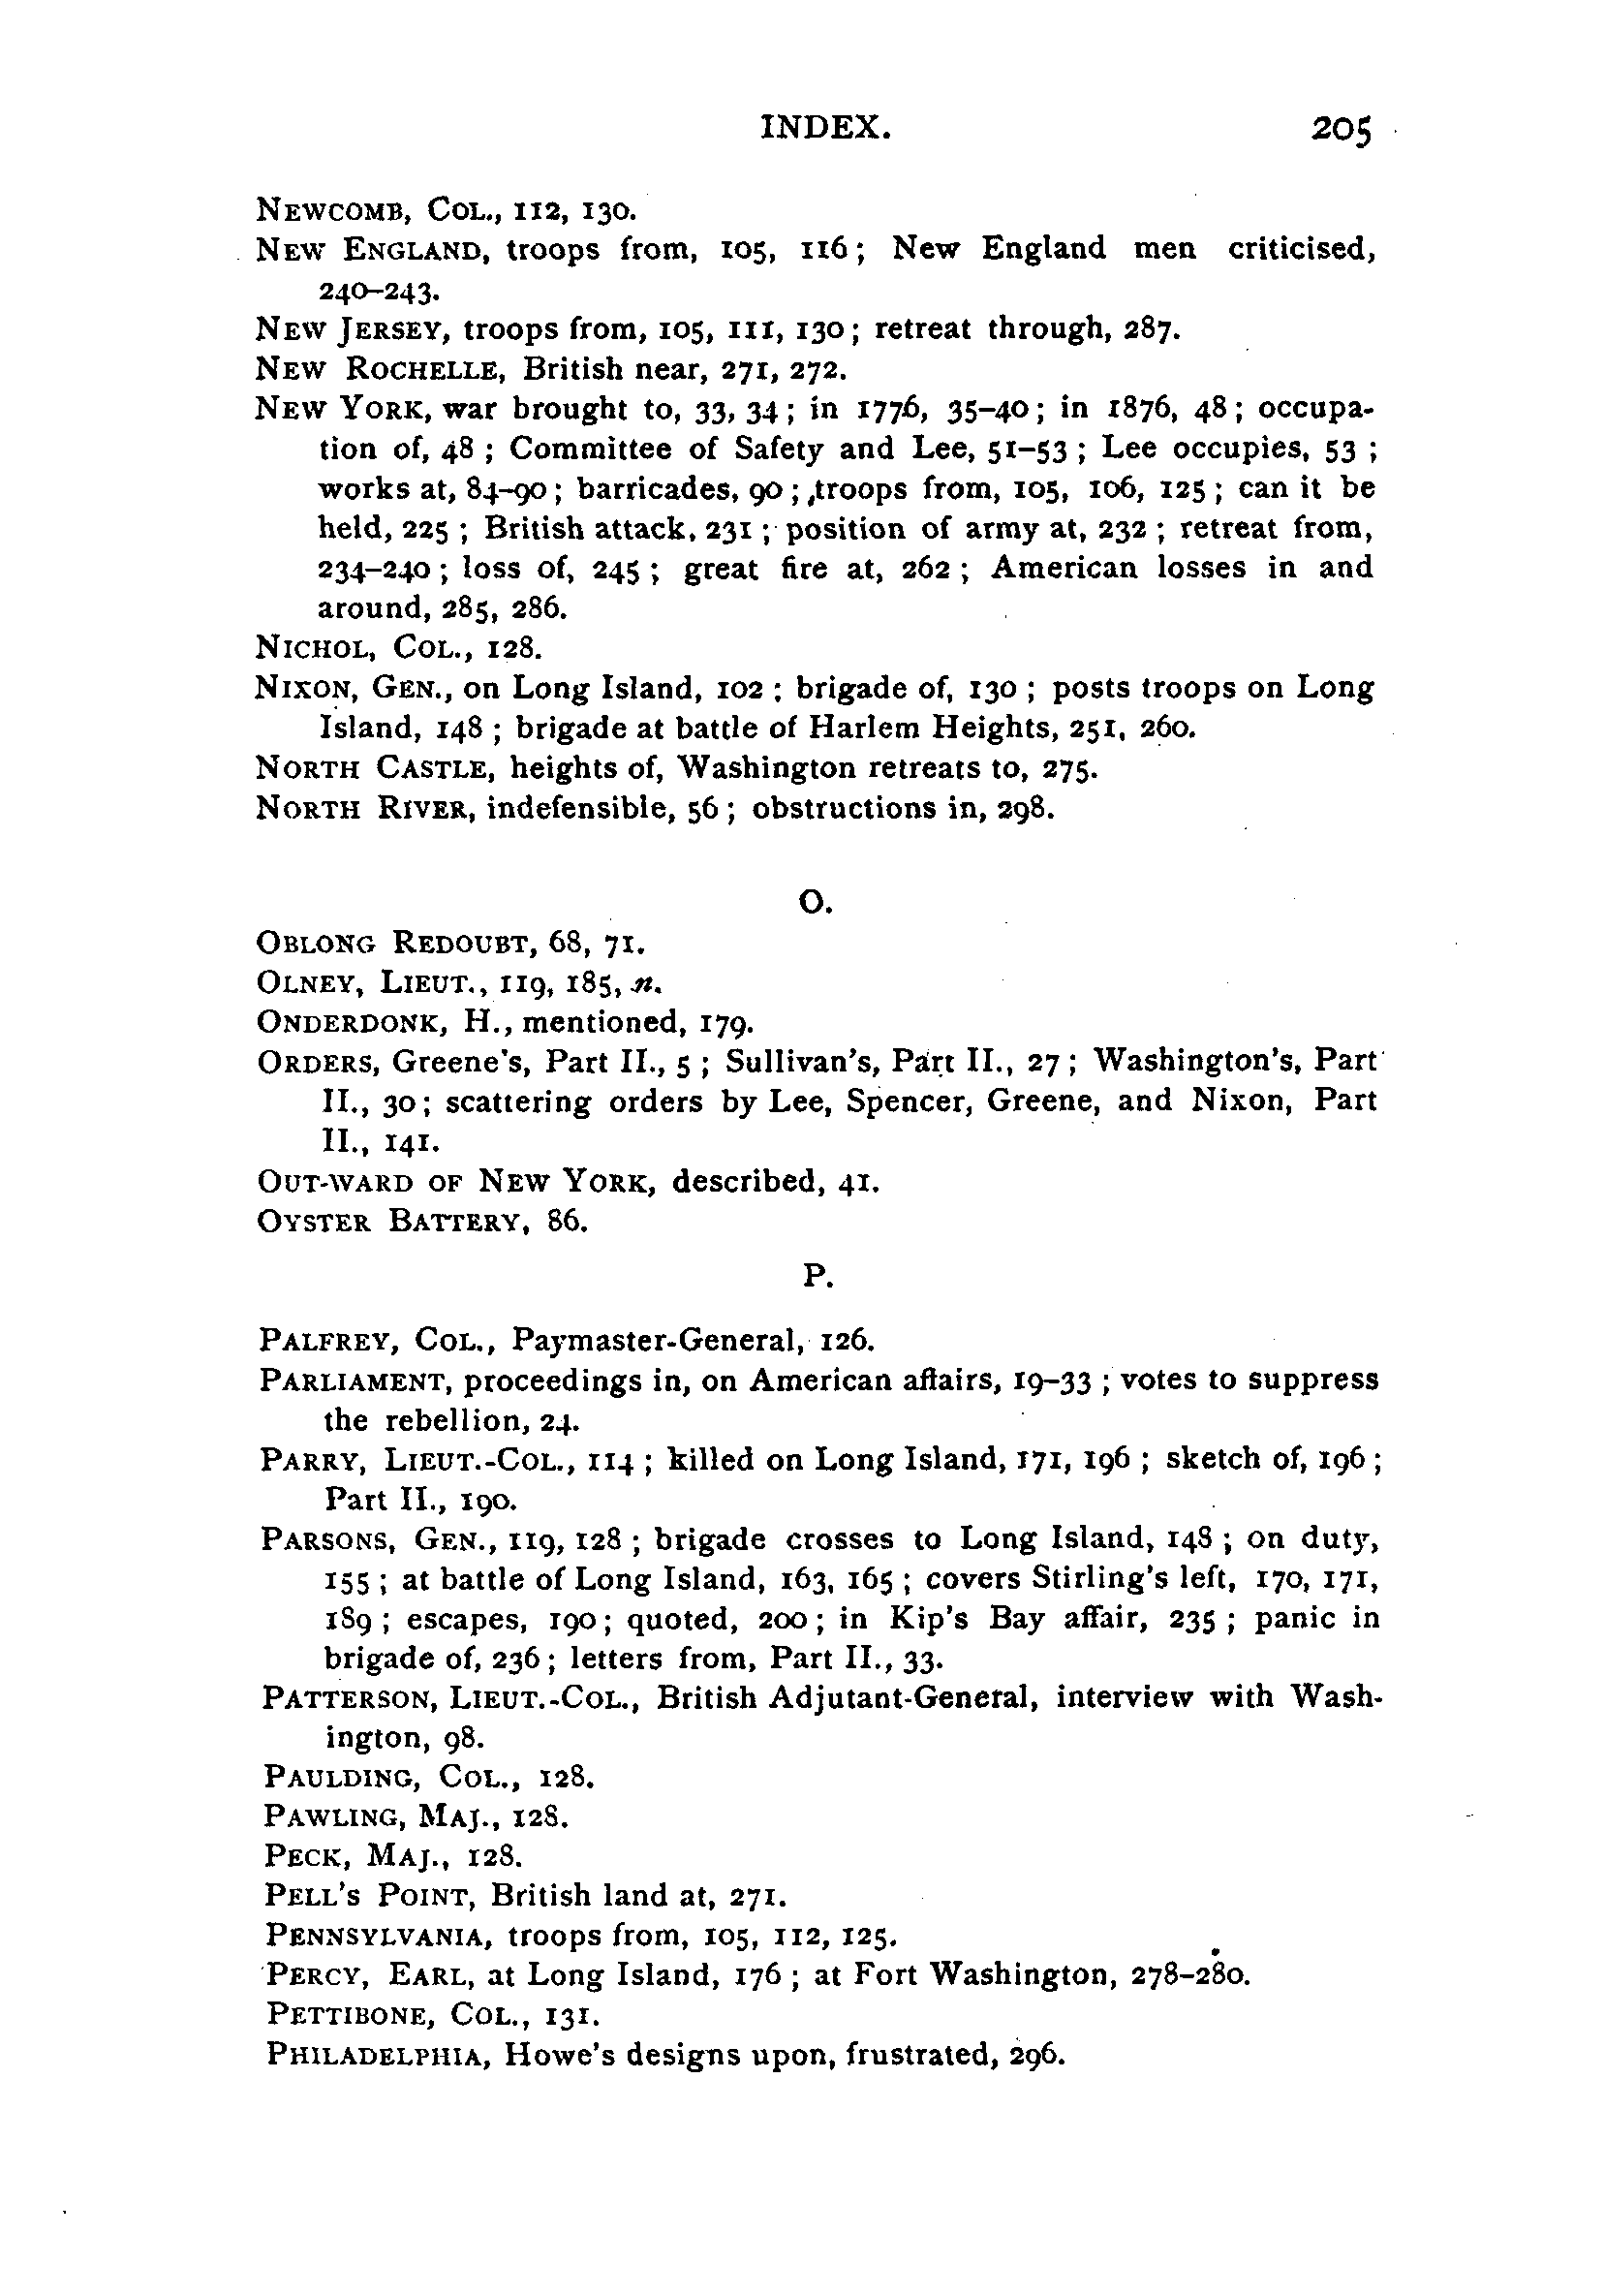 INDEX. 205
NEWCOMB, COL., 112, 130.
NEW ENGLAND, troops from, 105, 116; New England men criticised,
240–243.
NEW JERSEY, troops from, 105, 111, 130; retreat through, 287.
NEW ROCHELLE, British near, 271, 272.
NEW YORK, war brought to, 33, 34; in 1776, 35–40; in 1876, 48; occupa-
tion of, 48; Committee of Safety and Lee, 51–53; Lee occupies, 53;
works at, 84–90; barricades, 90; troops from, 105, 106, 125; can it be
held, 225; British attack, 231; position of army at, 232; retreat from,
234–240; loss of, 245; great fire at, 262; American losses in and
around, 285, 286.
NICHOL, COL., 128.
NIXON, GEN., on Long Island, 102; brigade of, 130; posts troops on Long
Island, 148; brigade at battle of Harlem Heights, 251, 260.
NORTH CASTLE, heights of, Washington retreats to, 275.
NORTH RIVER, indefensible, 56; obstructions in, 298.
O.
OBLONG REDOUBT, 68, 71.
OLNEY, LIEUT., 119, 185, n.
ONDERDONK, H., mentioned, 179.
ORDERS, Greene's, Part II., 5; Sullivan's, Part II., 27; Washington's, Part
II., 30; scattering orders by Lee, Spencer, Greene, and Nixon, Part
II., 141.
OUT-WARD OF NEW YORK, described, 41.
OYSTER BATTERY, 86.
P.
PALFREY, COL., Paymaster-General, 126.
PARLIAMENT, proceedings in, on American affairs, 19–33; votes to suppress
the rebellion, 24.
PARRY, LIEUT.-COL., 114; killed on Long Island, 171, 196; sketch of, 196;
Part II., 190.
PARSONS, GEN., 119, 128; brigade crosses to Long Island, 148; on duty,
155; at battle of Long Island, 163, 165; covers Stirling's left, 170, 171,
189; escapes, 190; quoted, 200; in Kip's Bay affair, 235; panic in
brigade of, 236; letters from, Part II., 33.
PATTERSON, LIEUT.-COL., British Adjutant-General, interview with Wash-
ington, 98.
PAULDING, COL., 128.
PAWLING, MAJ., 128.
PECK, MAJ., 128.
PELL'S POINT, British land at, 271.
PENNSYLVANIA, troops from, 105, 112, 125.
PERCY, EARL, at Long Island, 176; at Fort Washington, 278–280.
PETTIBONE, COL., 131.
PHILADELPHIA, Howe's designs upon, frustrated, 296.